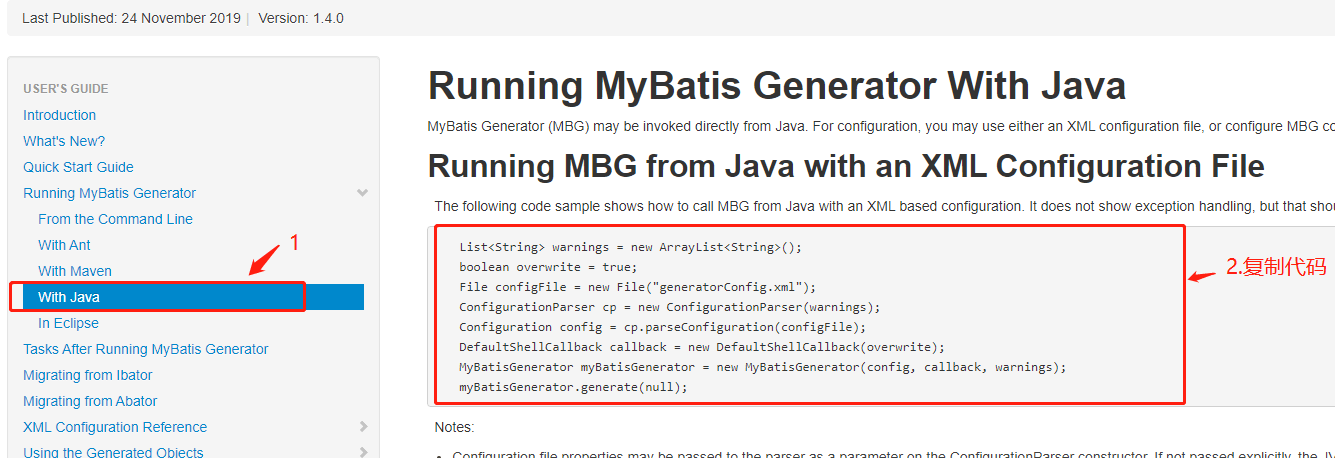 Last Published: 24 November 2019 | Version: 1.4.0
USER'S GUIDE
Introduction
What's New?
Quick Start Guide
Running MyBatis Generator
From the Command Line
With Ant
With Maven
1
With Java
In Eclipse
Tasks After Running MyBatis Generator
Migrating from Ibator
Migrating from Abator
XML Configuration Reference
Using the Generated Objects
Running MyBatis Generator With Java
MyBatis Generator (MBG) may be invoked directly from Java. For configuration, you may use either an XML configuration file, or configure MBG co
Running MBG from Java with an XML Configuration File
The following code sample shows how to call MBG from Java with an XML based configuration. It does not show exception handling, but that shou
List<String> warnings = new ArrayList<String>();
boolean overwrite = true;
File configFile = new File("generatorConfig.xml");
ConfigurationParser cp = new ConfigurationParser(warnings);
Configuration config = cp.parseConfiguration(configFile);
DefaultShellCallback callback = new DefaultShellCallback(overwrite);
MyBatisGenerator myBatisGenerator = new MyBatisGenerator(config, callback, warnings);
myBatisGenerator.generate(null);
2.复制代码
Notes:
Configuration file properties may be passed to the parser as a parameter on the ConfigurationParser constructor. If not passed explicitly, the JV